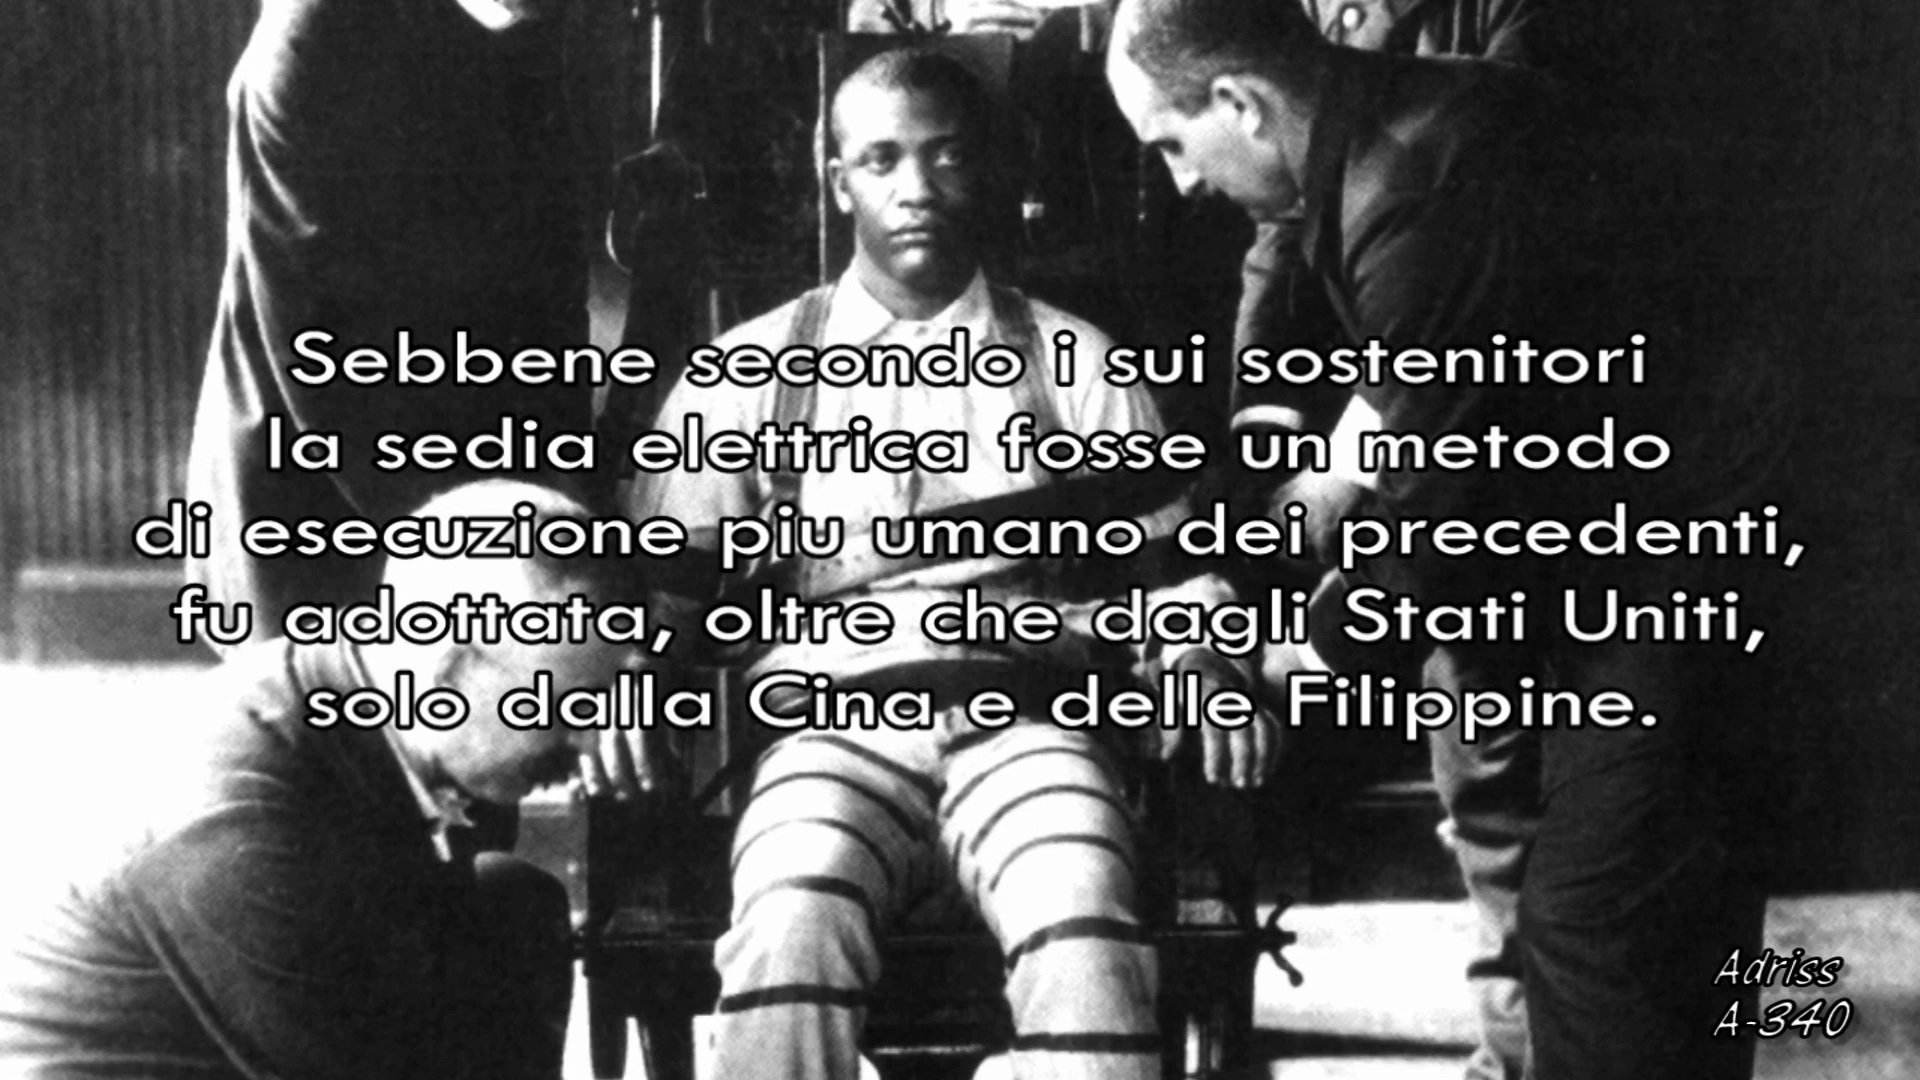 Sebbene secondo i sui sostenitori
la sedia elettrica fosse un metodo
di esecuzione piu umano dei precedenti,
fu adottata, oltre che dagli Stati Uniti,
solo dalla Cina e delle Filippine.
Adriss
A-340